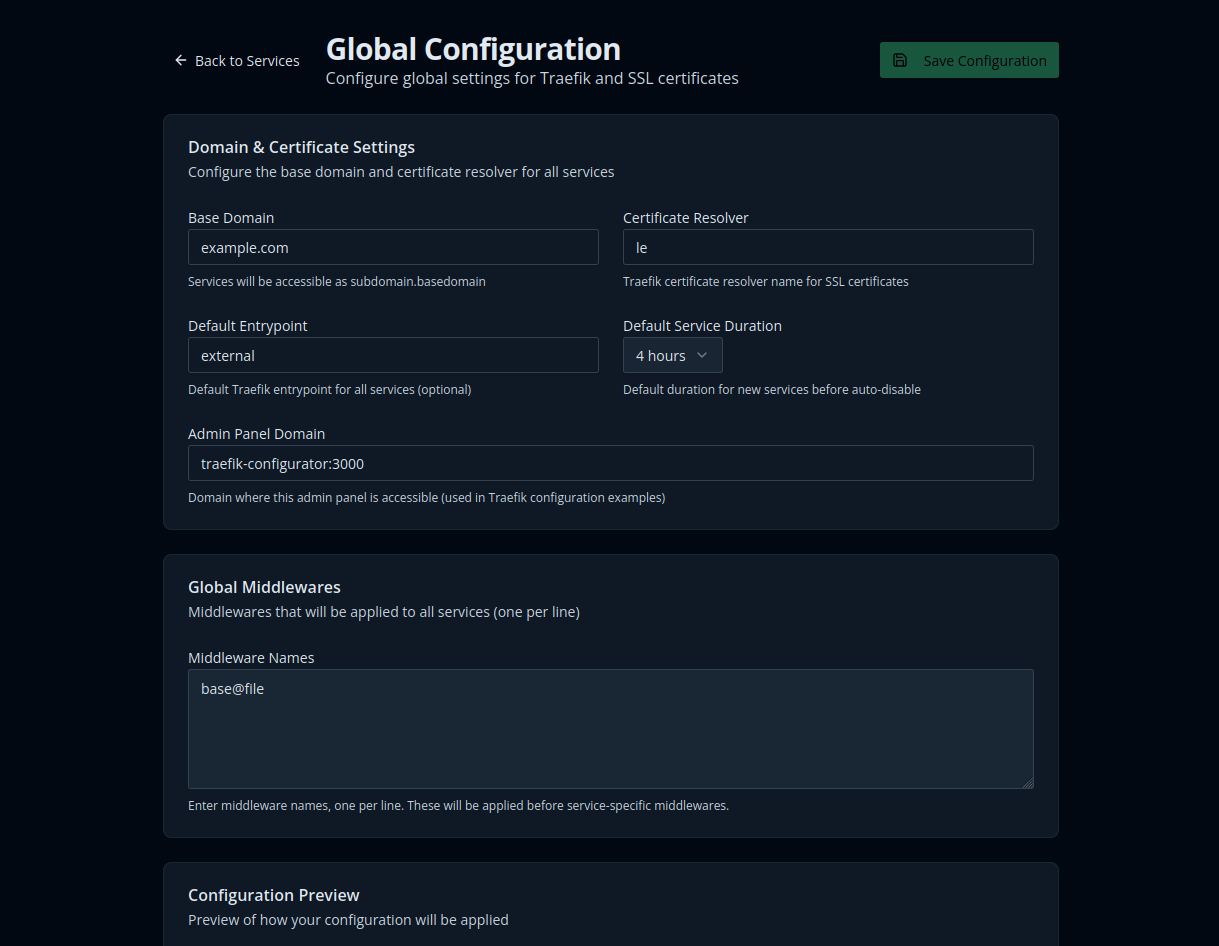 Back to Services
Global Configuration
Configure global settings for Traefik and SSL certificates
Save Configuration
Domain & Certificate Settings
Configure the base domain and certificate resolver for all services
Base Domain
example.com
Services will be accessible as subdomain.basedomain
Certificate Resolver
le
Traefik certificate resolver name for SSL certificates
Default Entrypoint
external
Default Traefik entrypoint for all services (optional)
Default Service Duration
4 hours
Default duration for new services before auto-disable
Admin Panel Domain
traefik-configurator:3000
Domain where this admin panel is accessible (used in Traefik configuration examples)
Global Middlewares
Middlewares that will be applied to all services (one per line)
Middleware Names
base@file
Enter middleware names, one per line. These will be applied before service-specific middlewares.
Configuration Preview
Preview of how your configuration will be applied